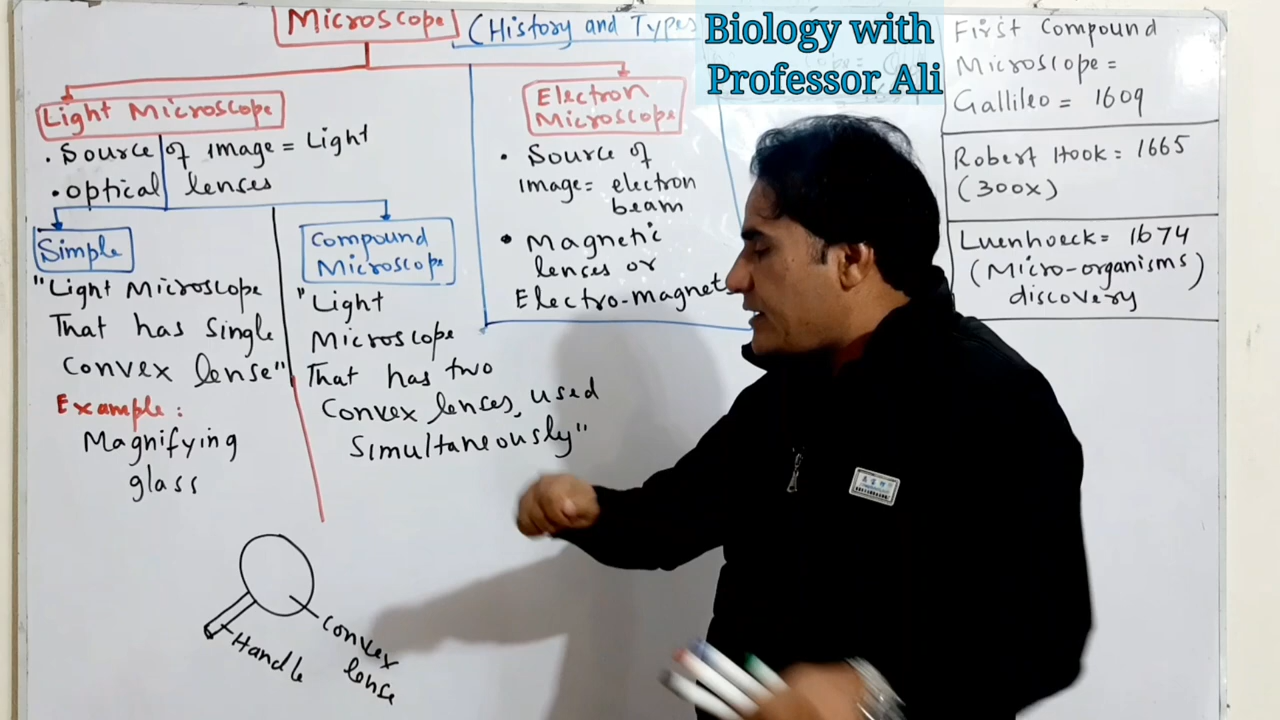 Microscope
(History and Types
Biology with
Professor Ali
Light Microscope
• Source of image = Light
• optical lenses
Simple
"Light Microscope
That has Single
Convex lense"
Example:
Magnifying
glass
Handle
Convex
lense
Compound
Microscope
"Light
Microscope
That has two
Convex lenses, used
Simultaneously"
Electron
Microscope
• Source of
image= electron
beam
• Magnetic
lenses or
Electro-magnet
First Compound
Microscope =
Gallileo = 1609
Robert Hook = 1665
(300x)
Luenhoeck = 1674
(Micro-organisms)
discovery